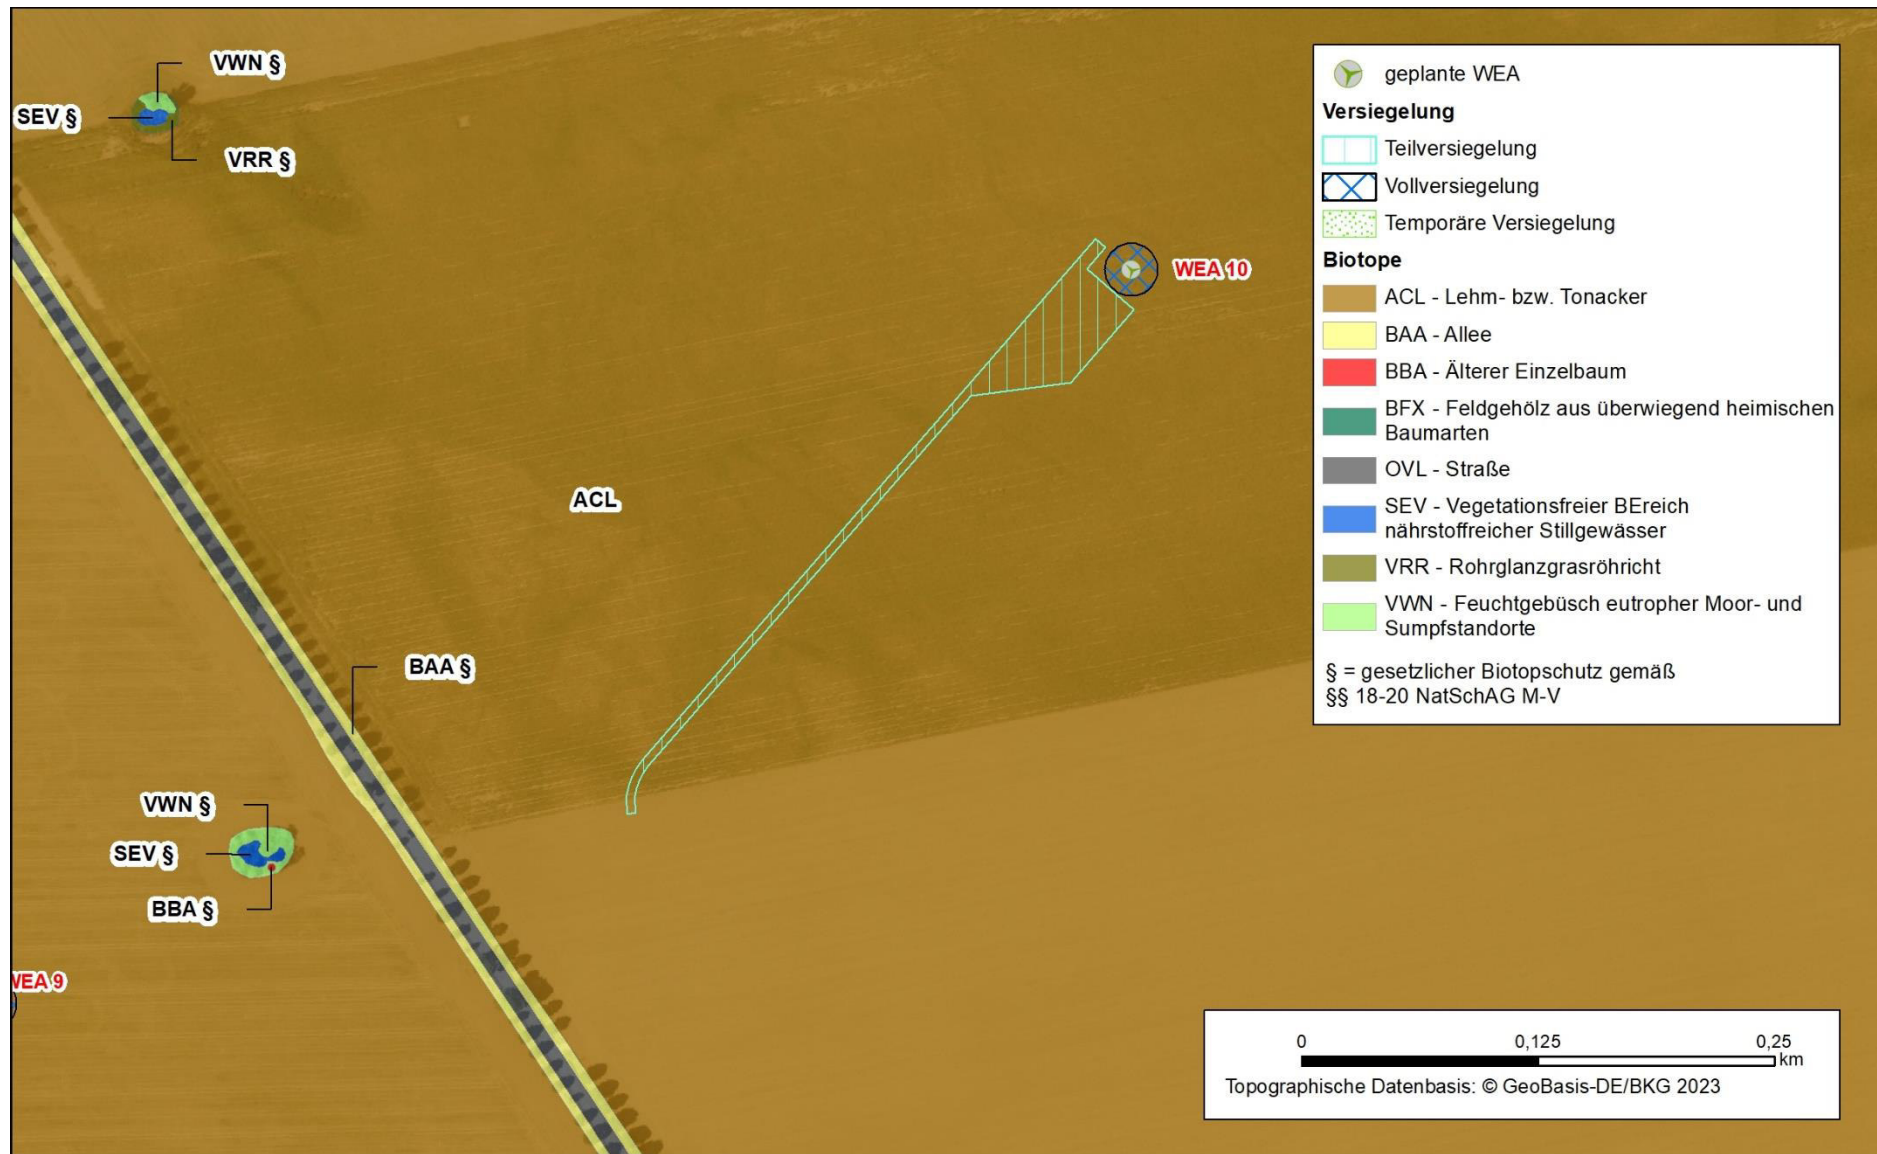 VWN §
SEV §
VRR §
WEA 10
ACL
BAA §
VWN §
SEV §
BBA §
WEA 9
geplante WEA
Versiegelung
Teilversiegelung
Vollversiegelung
Temporäre Versiegelung
Biotope
ACL - Lehm- bzw. Tonacker
BAA - Allee
BBA - Älterer Einzelbaum
BFX - Feldgehölz aus überwiegend heimischen
Baumarten
OVL - Straße
SEV - Vegetationsfreier BEreich
nährstoffreicher Stillgewässer
VRR - Rohrglanzgrasröhricht
VWN - Feuchtgebüsch eutropher Moor- und
Sumpfstandorte
§ = gesetzlicher Biotopschutz gemäß
§§ 18-20 NatSchAG M-V
0 0,125 0,25
km
Topographische Datenbasis: © GeoBasis-DE/BKG 2023